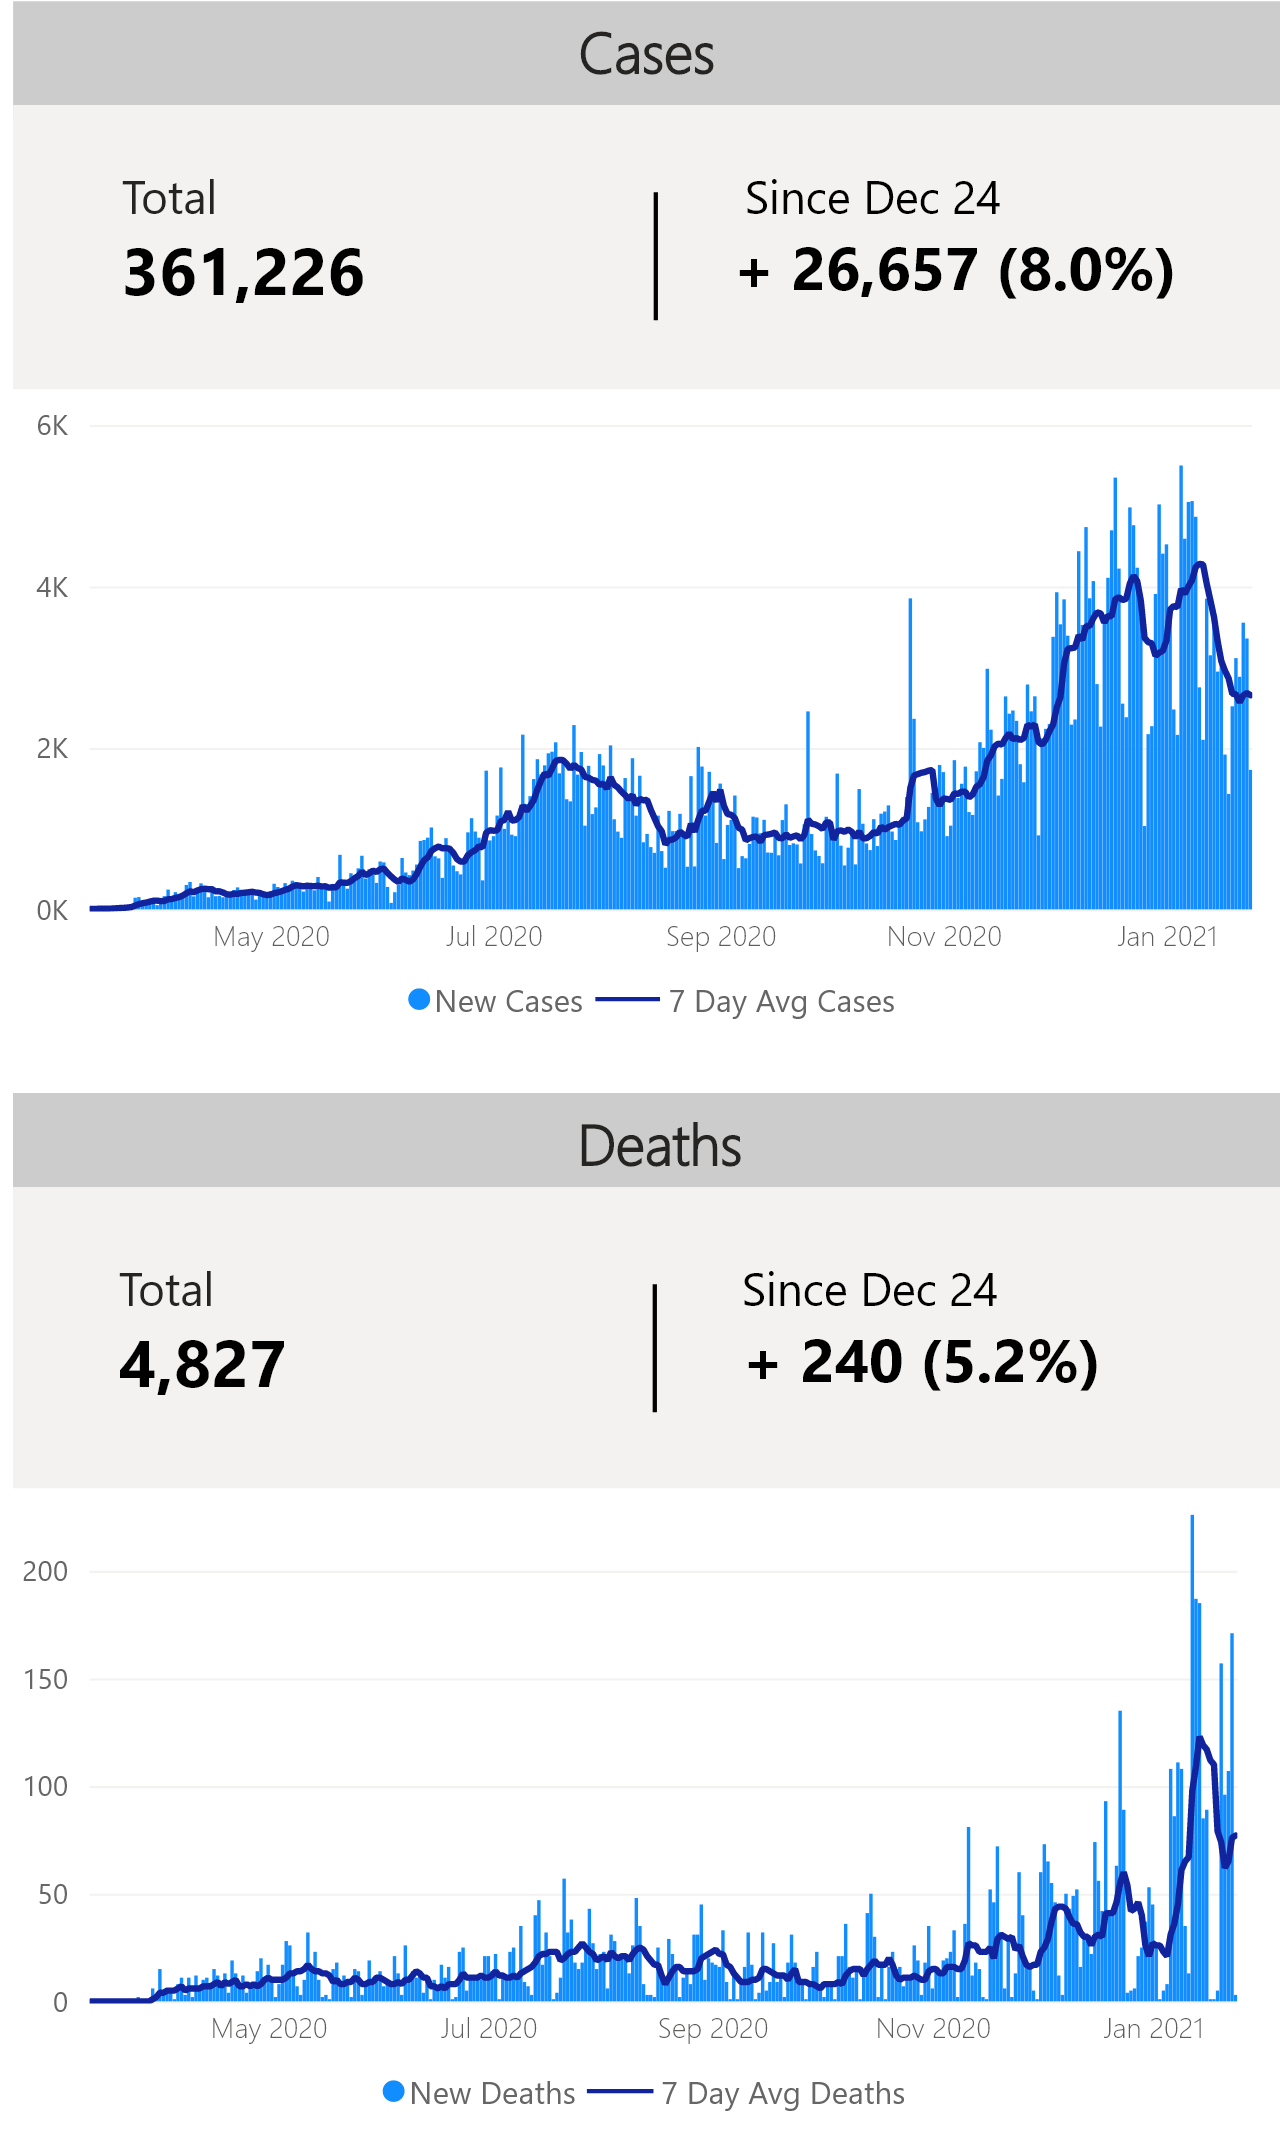 Cases
Total
Since Dec 24
361,226
+ 26,657 (8.0%)
6K
4K
2K
0K
May 2020
Jul 2020
Sep 2020
Nov 2020
Jan 2021
New Cases
7 Day Avg Cases
Deaths
Total
Since Dec 24
4,827
+ 240 (5.2%)
200
150
100
50
0
May 2020
Jul 2020
Sep 2020
Nov 2020
Jan 2021
New Deaths
7 Day Avg Deaths